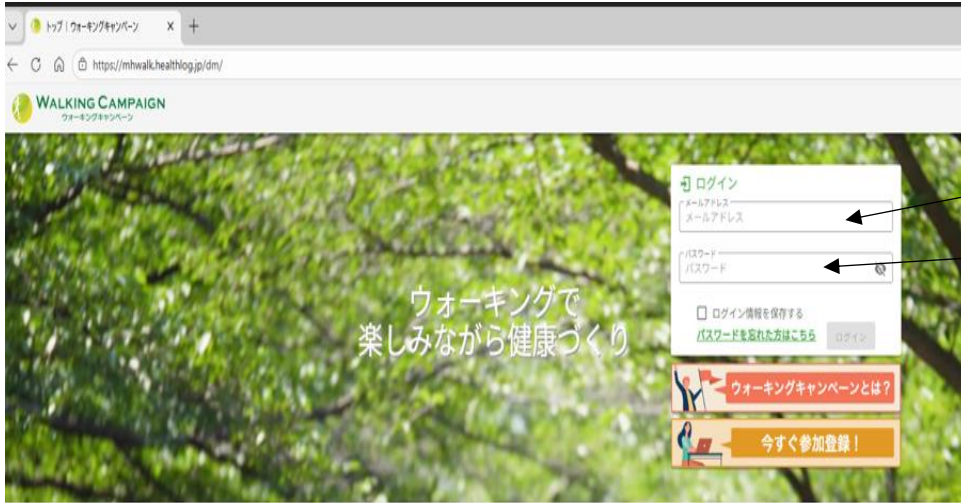 トップ | ウォーキングキャンペーン
https://mhwalk.healthlog.jp/dm/
WALKING CAMPAIGN
ウォーキングキャンペーン
ログイン
メールアドレス
メールアドレス
パスワード
パスワード
ログイン情報を保存する
パスワードを忘れた方はこちら ログイン
ウォーキングで
楽しみながら健康づくり
ウォーキングキャンペーンとは?
今すぐ参加登録!